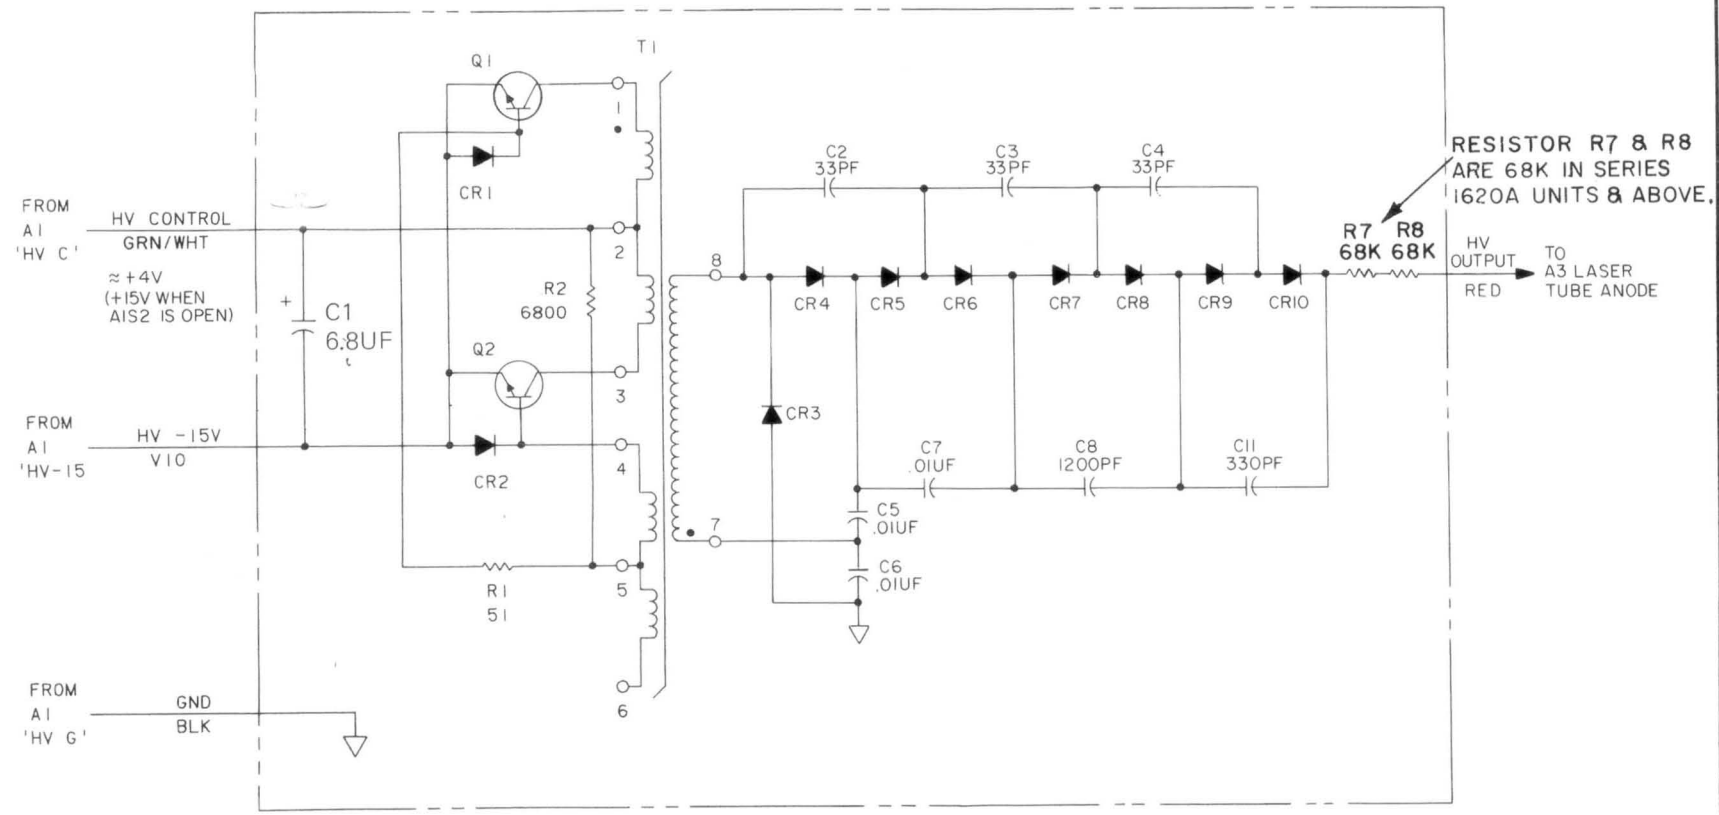 T1
Q1
1
CR1
FROM
A1
'HV C'
HV CONTROL
GRN/WHT
≈+4V
(+15V WHEN
A1S2 IS OPEN)
+
C1
6.8UF
2
R2
6800
Q2
3
FROM
A1
'HV-15
HV -15V
VIO
CR2
4
R1
51
5
6
FROM
A1
'HV G'
GND
BLK
8
7
C2
33PF
C3
33PF
C4
33PF
CR4
CR5
CR6
CR7
CR8
CR9
CR10
CR3
C7
.01UF
C8
1200PF
C11
330PF
C5
.01UF
C6
.01UF
RESISTOR R7 & R8
ARE 68K IN SERIES
1620A UNITS & ABOVE.
R7 R8
68K 68K
HV
OUTPUT
RED
TO
A3 LASER
TUBE ANODE